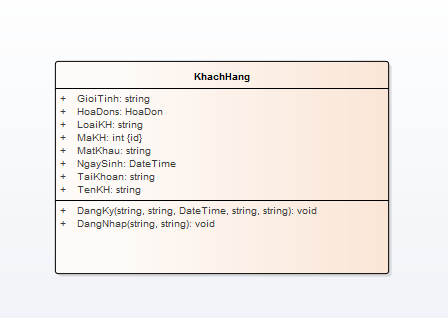 KhachHang
+ GioiTinh: string
+ HoaDons: HoaDon
+ LoaiKH: string
+ MaKH: int {id}
+ MatKhau: string
+ NgaySinh: DateTime
+ TaiKhoan: string
+ TenKH: string
+ DangKy(string, string, DateTime, string, string): void
+ DangNhap(string, string): void